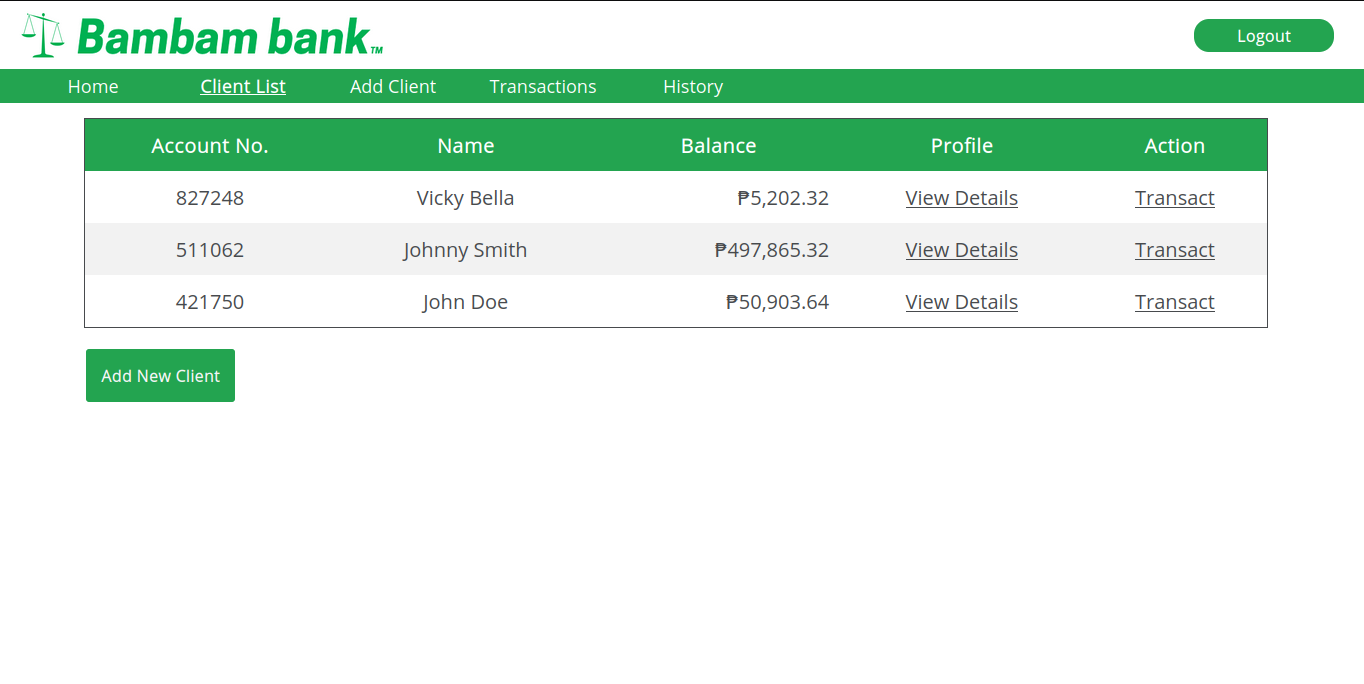 Bambam bank™
Logout
Home Client List Add Client Transactions History
Account No. Name Balance Profile Action
827248 Vicky Bella ₱5,202.32 View Details Transact
511062 Johnny Smith ₱497,865.32 View Details Transact
421750 John Doe ₱50,903.64 View Details Transact
Add New Client